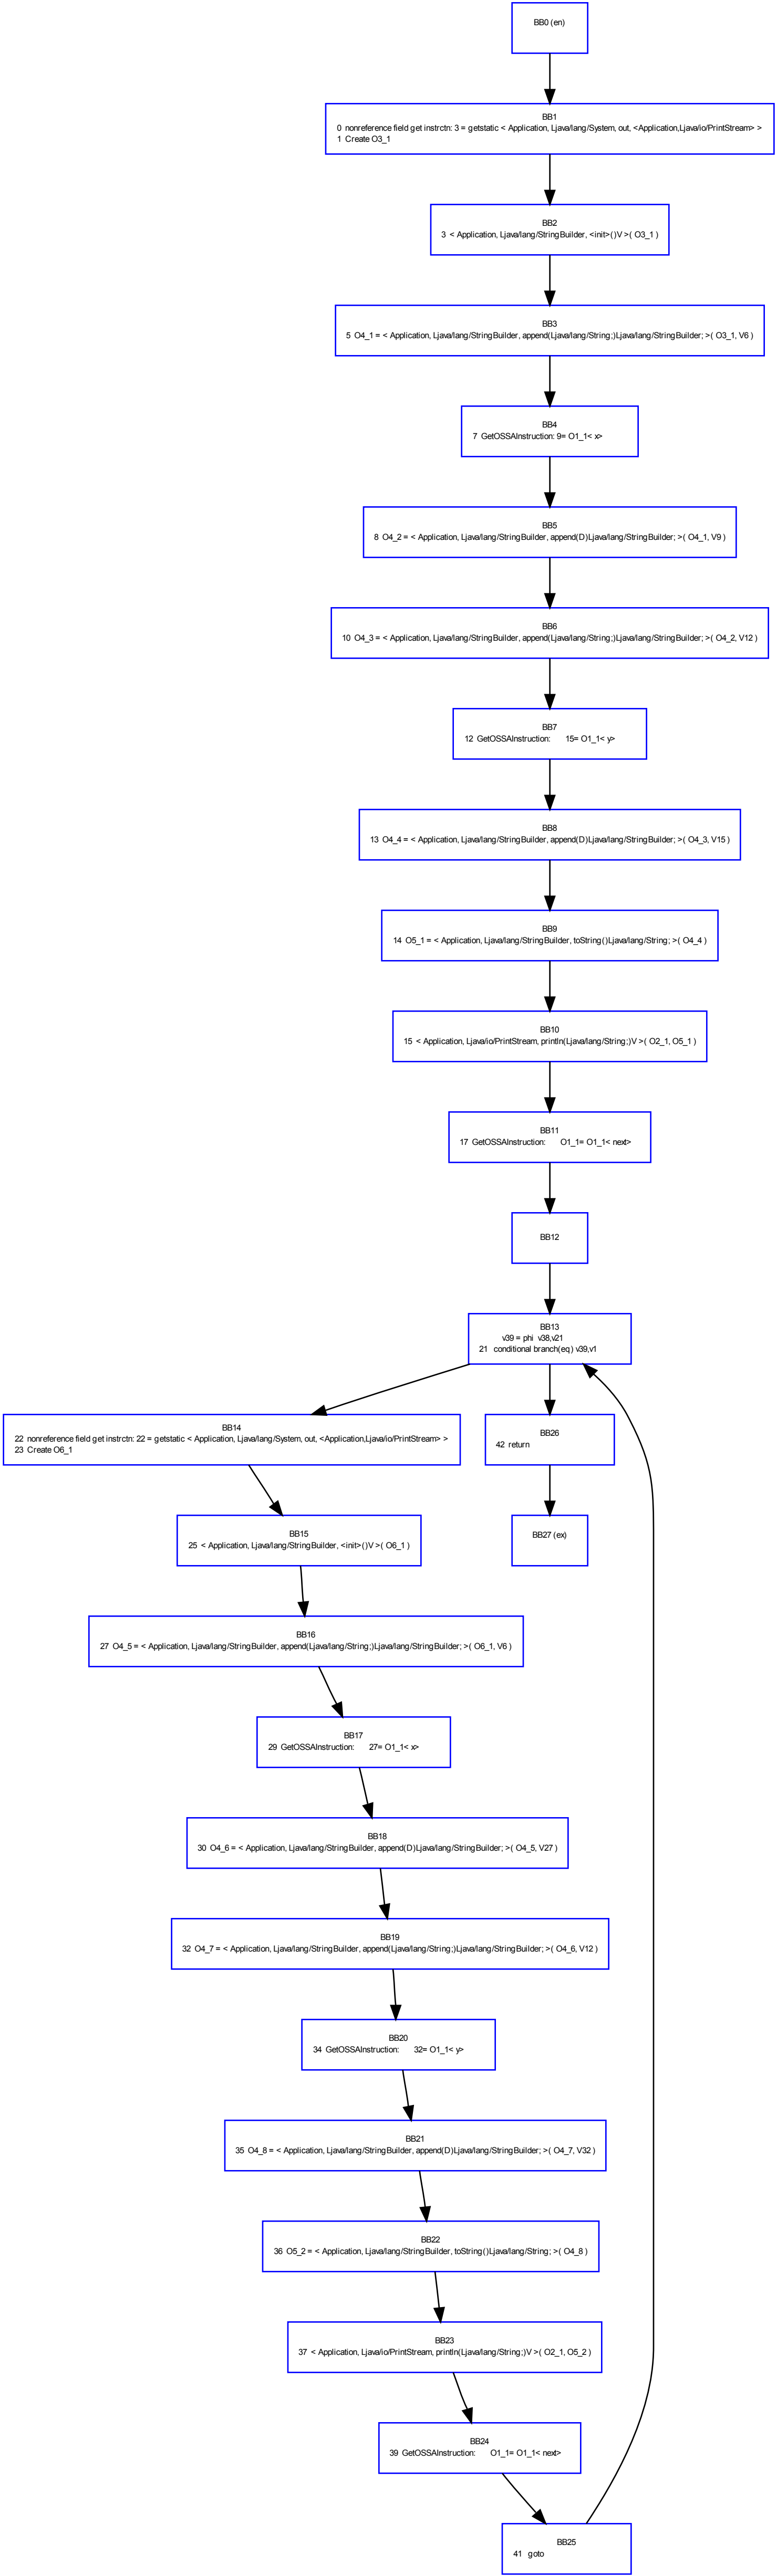 BB0 (en)
BB1
0 nonreference field get instrctn: 3 = getstatic < Application, Ljava/lang/System, out, <Application,Ljava/io/PrintStream> >
1 Create O3_1
BB2
3 < Application, Ljava/lang/StringBuilder, <init>()V >( O3_1 )
BB3
5 O4_1 = < Application, Ljava/lang/StringBuilder, append(Ljava/lang/String;)Ljava/lang/StringBuilder; >( O3_1, V6 )
BB4
7 GetOSSAInstruction: 9= O1_1< x>
BB5
8 O4_2 = < Application, Ljava/lang/StringBuilder, append(D)Ljava/lang/StringBuilder; >( O4_1, V9 )
BB6
10 O4_3 = < Application, Ljava/lang/StringBuilder, append(Ljava/lang/String;)Ljava/lang/StringBuilder; >( O4_2, V12 )
BB7
12 GetOSSAInstruction: 15= O1_1< y>
BB8
13 O4_4 = < Application, Ljava/lang/StringBuilder, append(D)Ljava/lang/StringBuilder; >( O4_3, V15 )
BB9
14 O5_1 = < Application, Ljava/lang/StringBuilder, toString()Ljava/lang/String; >( O4_4 )
BB10
15 < Application, Ljava/io/PrintStream, println(Ljava/lang/String;)V >( O2_1, O5_1 )
BB11
17 GetOSSAInstruction: O1_1= O1_1< next>
BB12
BB13
v39 = phi v38,v21
21 conditional branch(eq) v39,v1
BB14
22 nonreference field get instrctn: 22 = getstatic < Application, Ljava/lang/System, out, <Application,Ljava/io/PrintStream> >
23 Create O6_1
BB26
42 return
BB15
25 < Application, Ljava/lang/StringBuilder, <init>()V >( O6_1 )
BB27 (ex)
BB16
27 O4_5 = < Application, Ljava/lang/StringBuilder, append(Ljava/lang/String;)Ljava/lang/StringBuilder; >( O6_1, V6 )
BB17
29 GetOSSAInstruction: 27= O1_1< x>
BB18
30 O4_6 = < Application, Ljava/lang/StringBuilder, append(D)Ljava/lang/StringBuilder; >( O4_5, V27 )
BB19
32 O4_7 = < Application, Ljava/lang/StringBuilder, append(Ljava/lang/String;)Ljava/lang/StringBuilder; >( O4_6, V12 )
BB20
34 GetOSSAInstruction: 32= O1_1< y>
BB21
35 O4_8 = < Application, Ljava/lang/StringBuilder, append(D)Ljava/lang/StringBuilder; >( O4_7, V32 )
BB22
36 O5_2 = < Application, Ljava/lang/StringBuilder, toString()Ljava/lang/String; >( O4_8 )
BB23
37 < Application, Ljava/io/PrintStream, println(Ljava/lang/String;)V >( O2_1, O5_2 )
BB24
39 GetOSSAInstruction: O1_1= O1_1< next>
BB25
41 goto